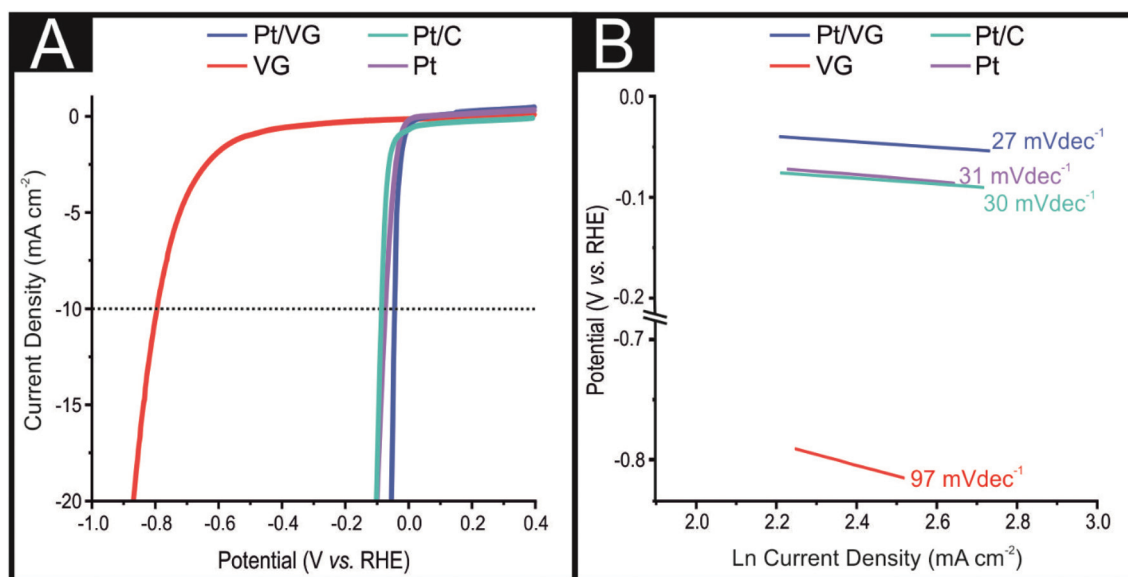 A
Pt/VG Pt/C
VG Pt
0
-5
-10
-15
-20
-1.0 -0.8 -0.6 -0.4 -0.2 0.0 0.2 0.4
Current Density (mA cm⁻²)
Potential (V vs. RHE)
B
Pt/VG Pt/C
VG Pt
0.0
-0.1
-0.2
-0.7
-0.8
27 mVdec⁻¹
31 mVdec⁻¹
30 mVdec⁻¹
97 mVdec⁻¹
2.0 2.2 2.4 2.6 2.8 3.0
Potential (V vs. RHE)
Ln Current Density (mA cm⁻²)